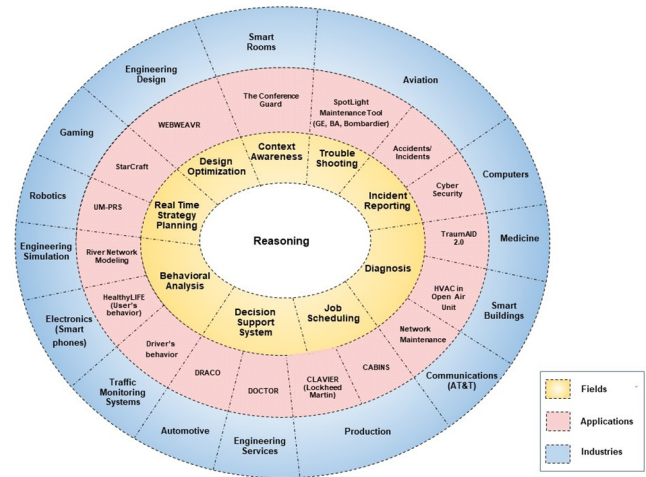 Smart
Rooms
Aviation
Computers
Medicine
Smart
Buildings
Communications
(AT&T)
Production
Engineering
Services
Automotive
Traffic
Monitoring
Systems
Electronics
(Smart
phones)
Engineering
Simulation
Robotics
Gaming
Engineering
Design
The Conference
Guard
SpotLight
MaintenanceTool
(GE, BA, Bombardier)
Accidents/
Incidents
Cyber
Security
TraumAID
2.0
HVAC in
Open Air
Unit
Network
Maintenance
CABINS
CLAVIER
(Lockheed
Martin)
DOCTOR
DRACO
Driver's
behavior
HealthyLIFE
(User's
behavior)
River Network
Modeling
UM-PRS
StarCraft
WEBWEAVR
Context
Awareness
Trouble
Shooting
Incident
Reporting
Diagnosis
Job
Scheduling
Decision
Support
System
Behavioral
Analysis
Real Time
Strategy
Planning
Design
Optimization
Reasoning
Fields
Applications
Industries